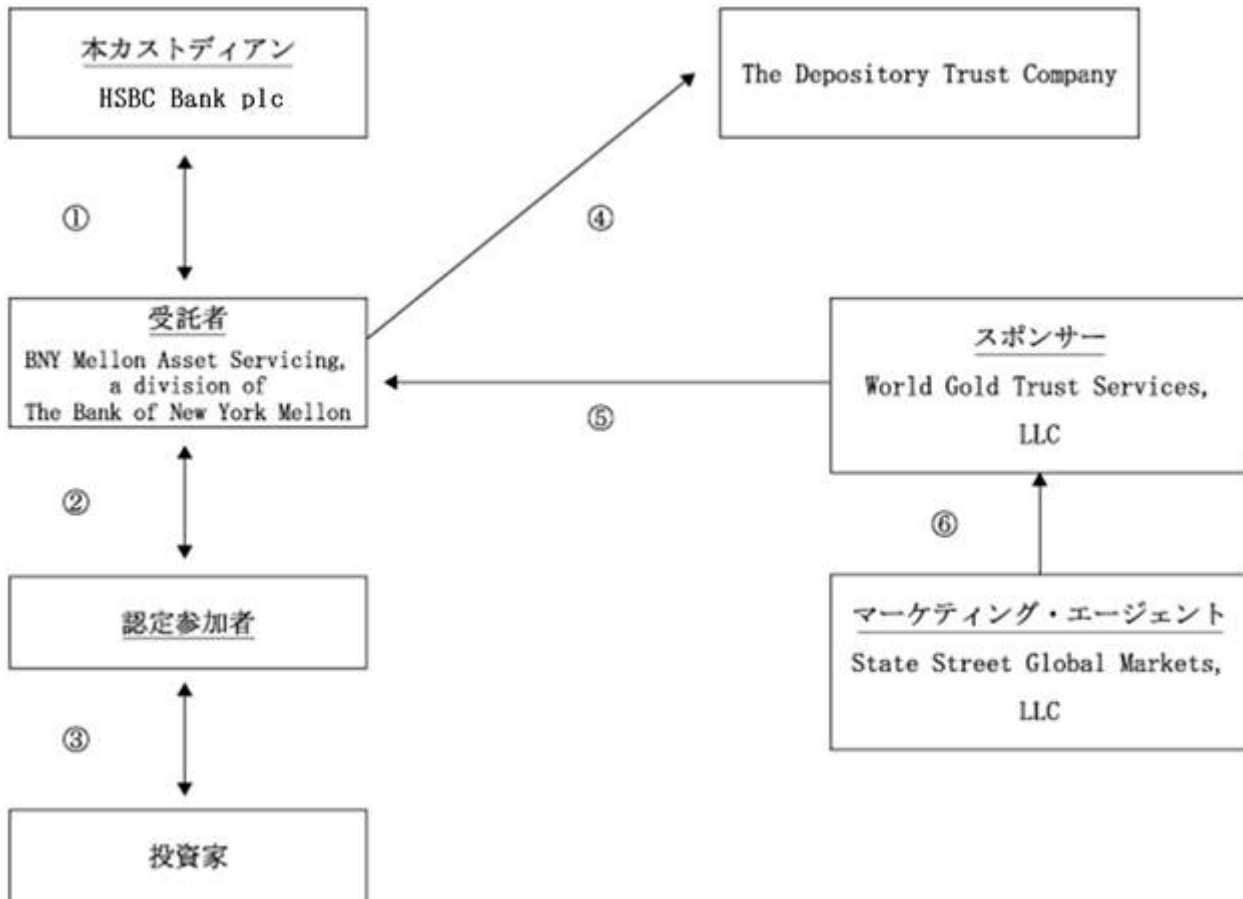 本カストディアン
HSBC Bank plc
The Depository Trust Company
①
④
受託者
BNY Mellon Asset Servicing,
a division of
The Bank of New York Mellon
スポンサー
World Gold Trust Services,
LLC
⑤
②
⑥
認定参加者
マーケティング・エージェント
State Street Global Markets,
LLC
③
投資家